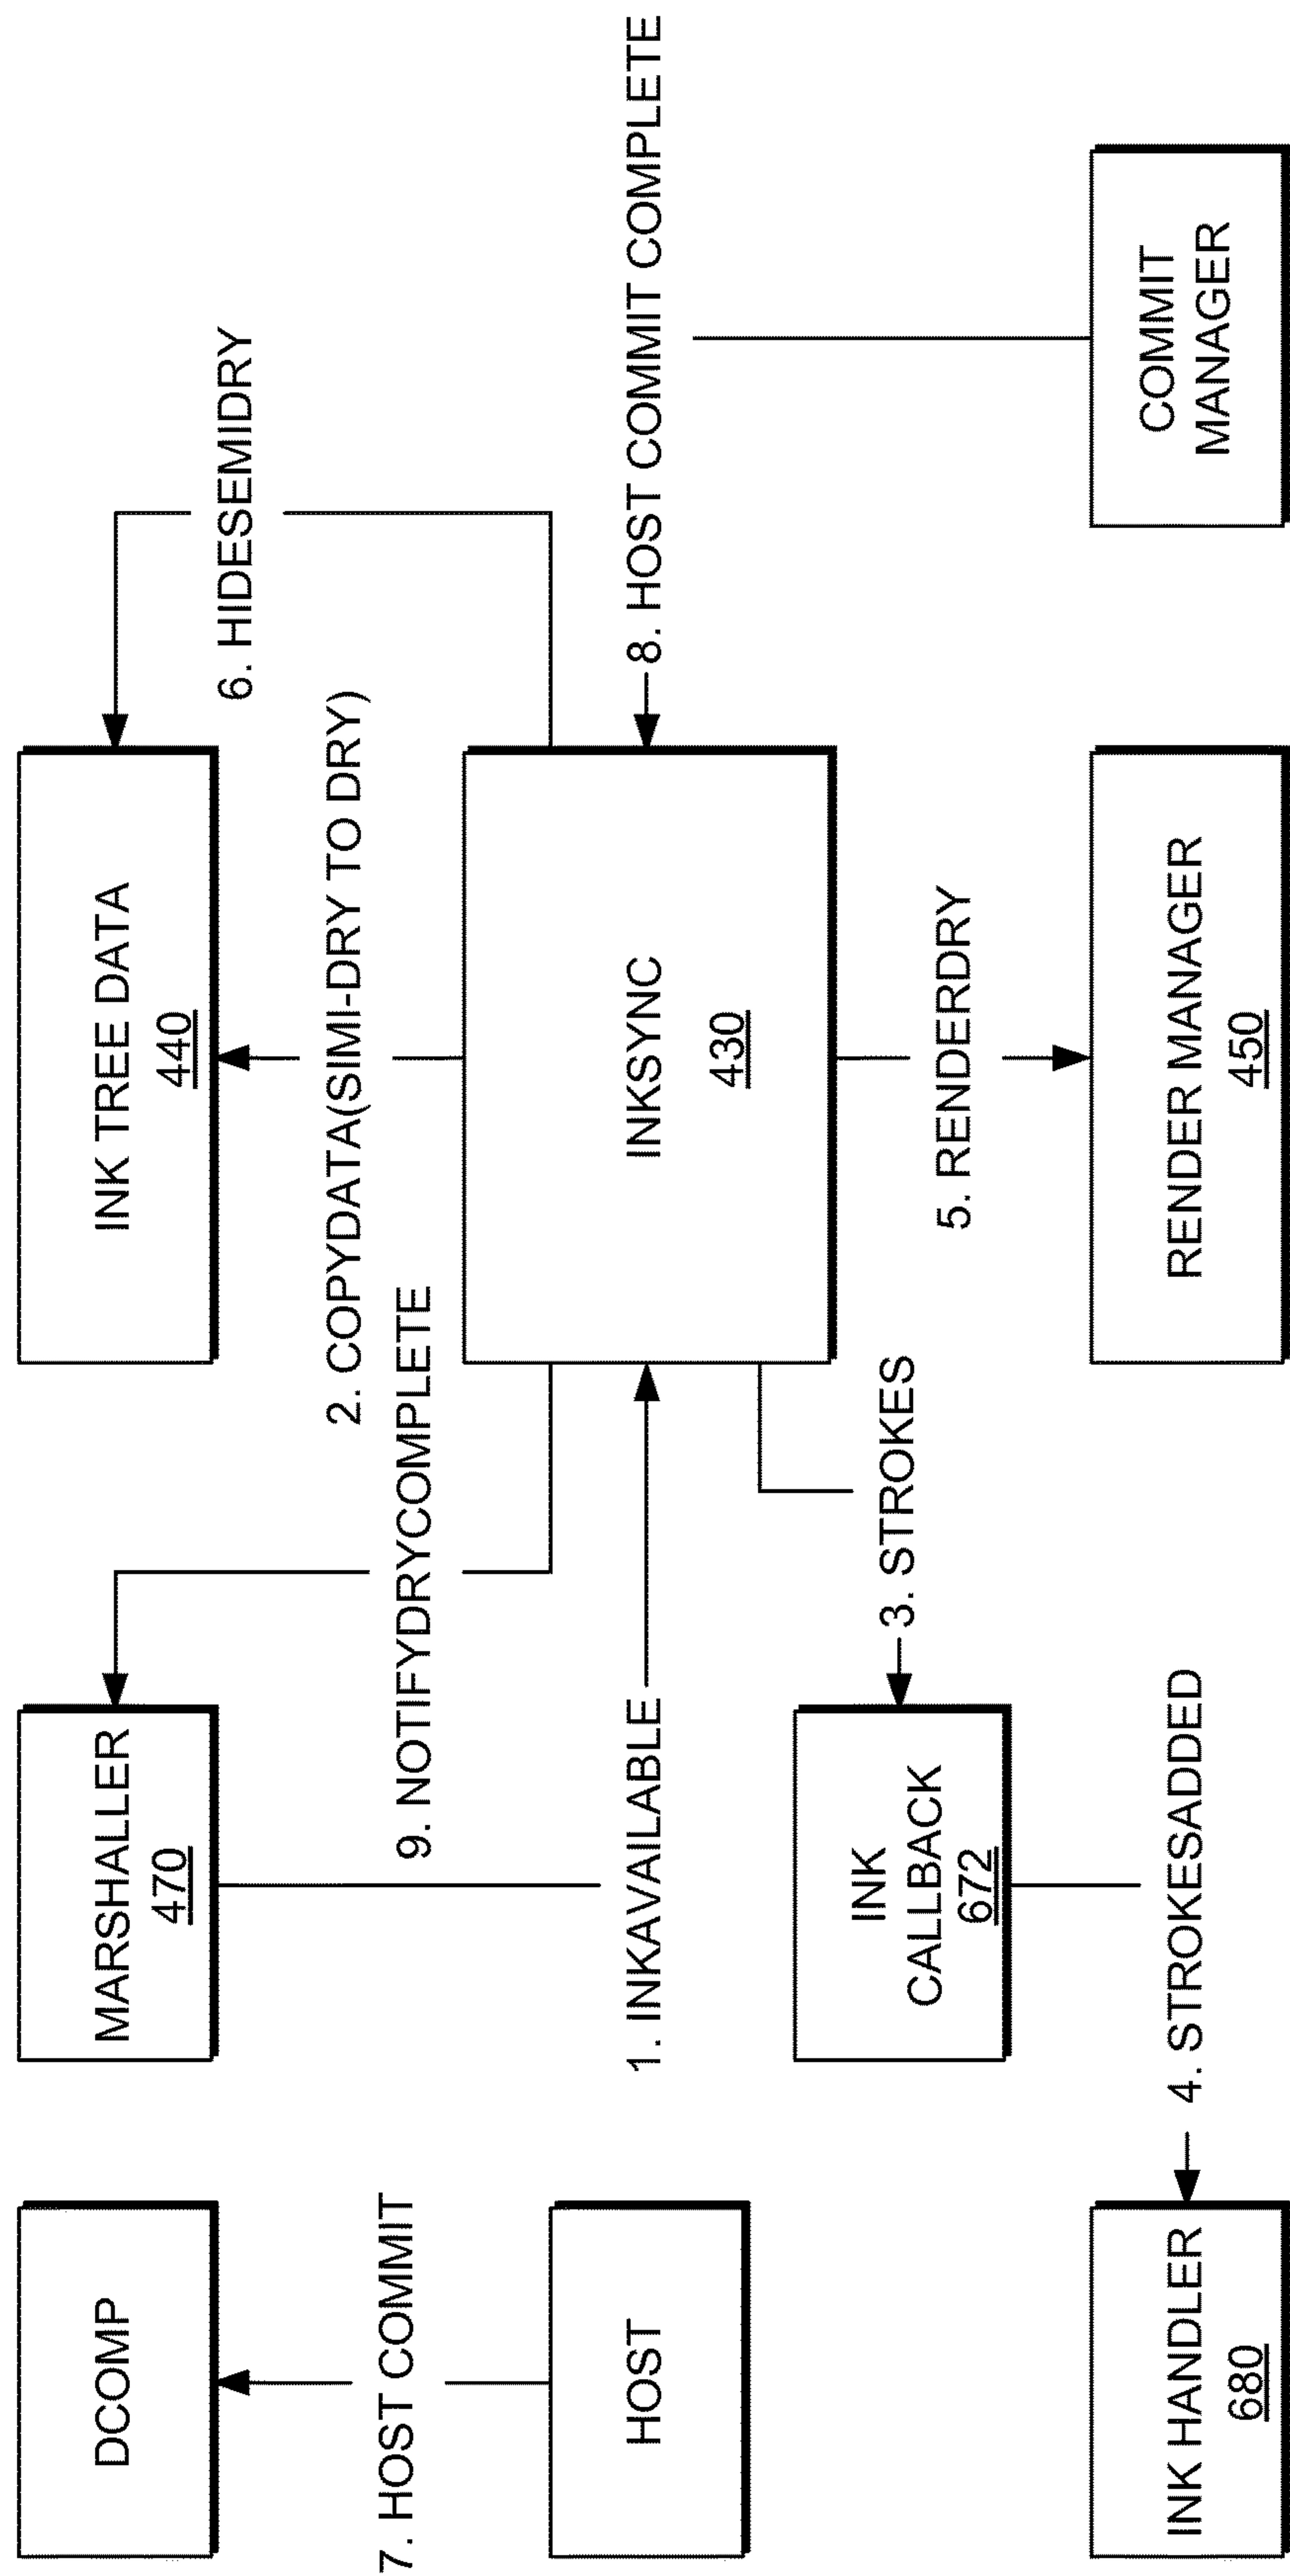 DCOMP
MARSHALLER
470
INK TREE DATA
440
6. HIDESEMIDRY
2. COPYDATA(SIMI-DRY TO DRY)
7. HOST COMMIT
9. NOTIFYDRYCOMPLETE
HOST
1. INKAVAILABLE
INKSYNC
430
8. HOST COMMIT COMPLETE
INK
CALLBACK
672
3. STROKES
5. RENDERDRY
INK HANDLER
680
4. STROKESADDED
RENDER MANAGER
450
COMMIT
MANAGER